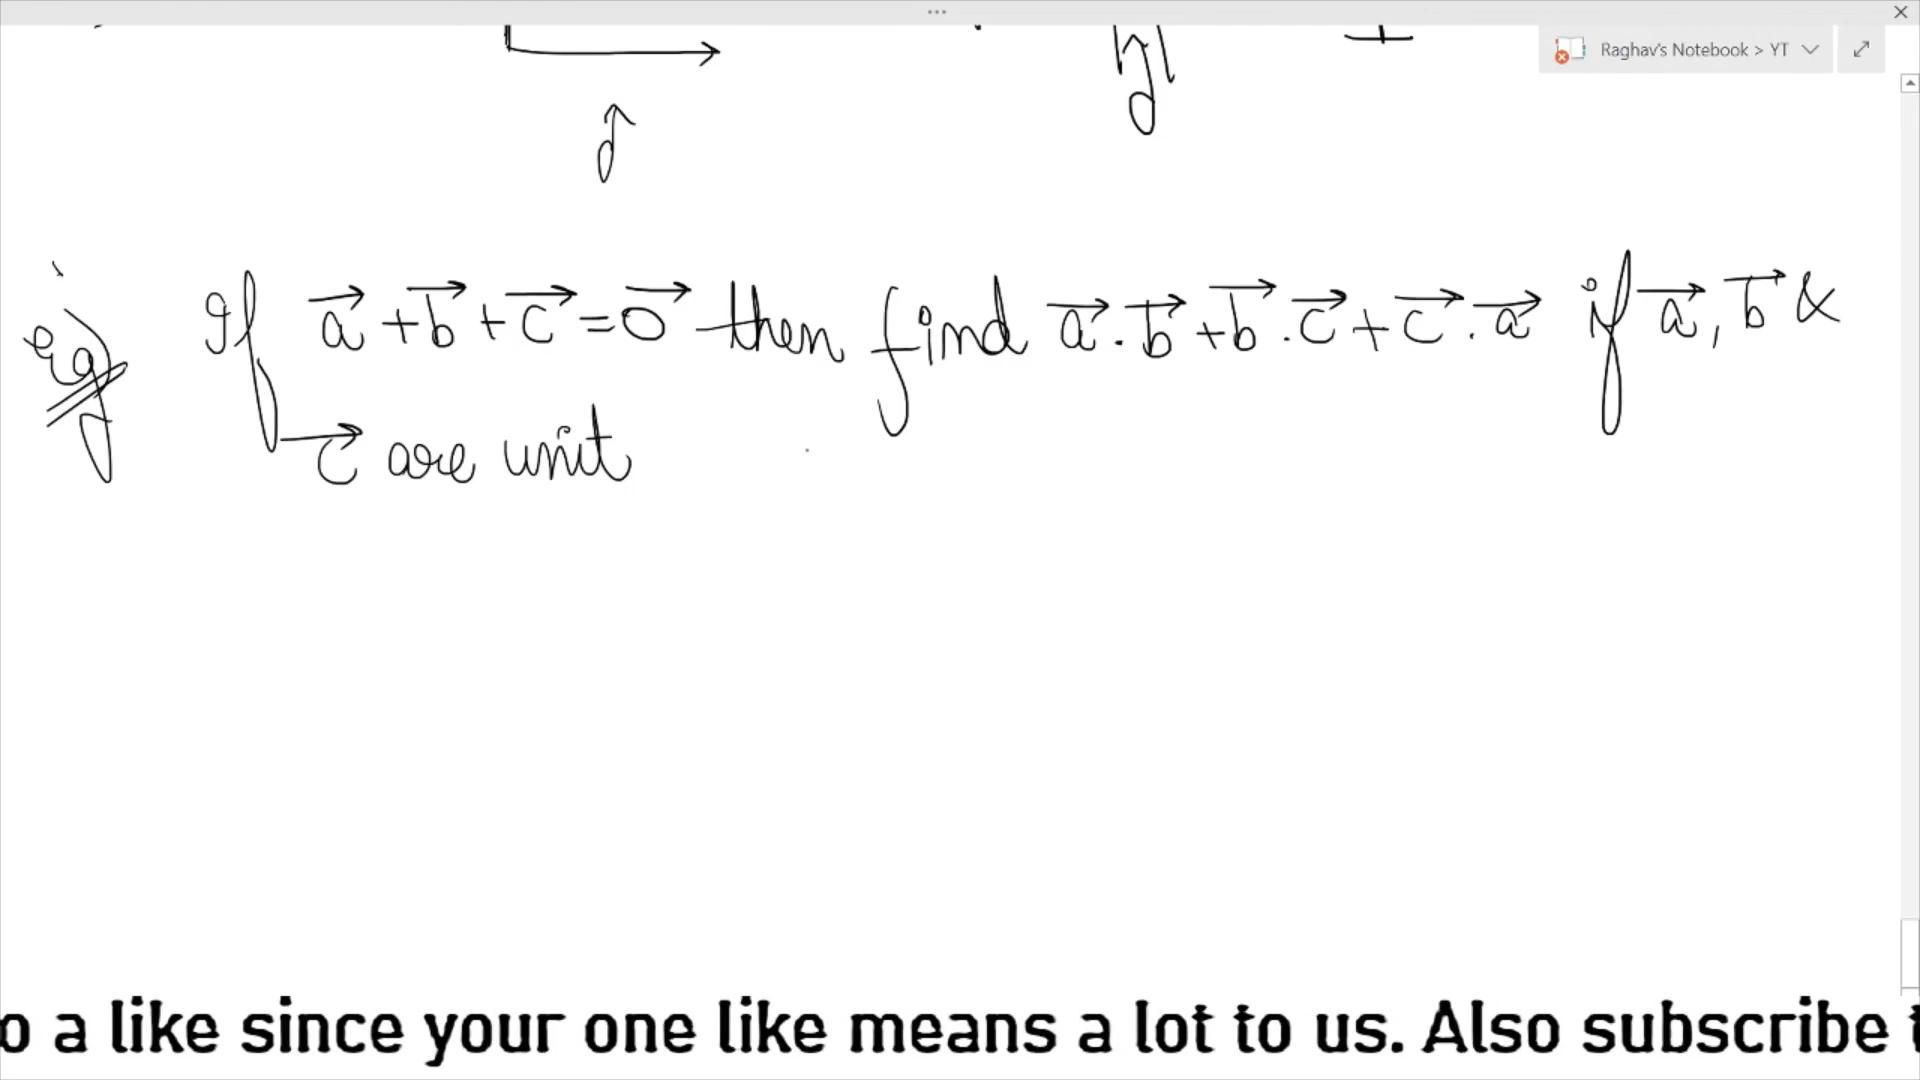 Raghav's Notebook > YT
eg) If a⃗ + b⃗ + c⃗ = 0⃗ then find a⃗ . b⃗ + b⃗ . c⃗ + c⃗ . a⃗ if a⃗, b⃗ &
c⃗ are unit
o a like since your one like means a lot to us. Also subscribe t